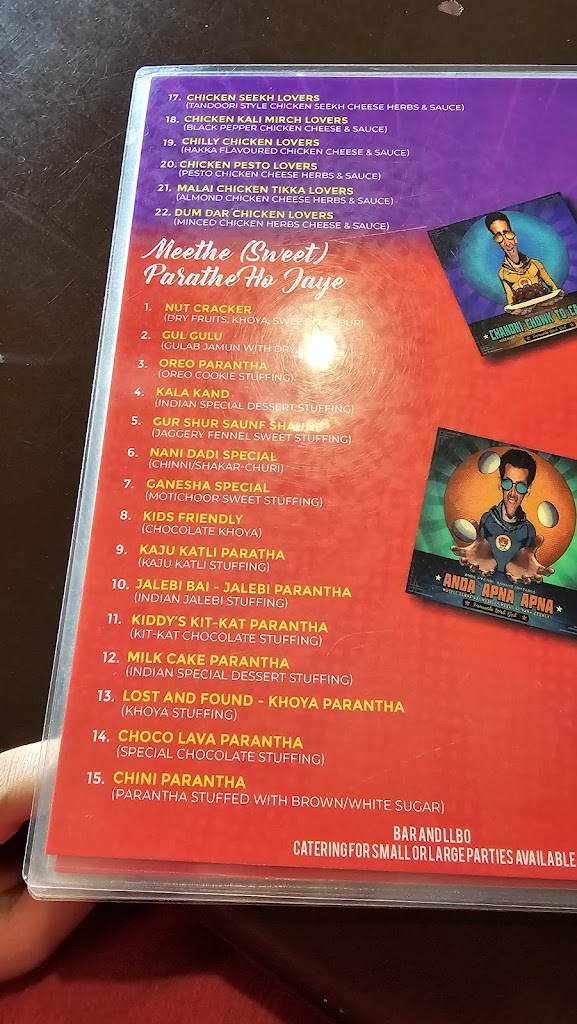 17. CHICKEN SEEKH LOVERS
(TANDOORI STYLE CHICKEN SEEKH CHEESE HERBS & SAUCE)
18. CHICKEN KALI MIRCH LOVERS
(BLACK PEPPER CHICKEN CHEESE & SAUCE)
19. CHILLY CHICKEN LOVERS
(HAKKA FLAVOURED CHICKEN CHEESE & SAUCE)
20. CHICKEN PESTO LOVERS
(PESTO CHICKEN CHEESE HERBS & SAUCE)
21. MALAI CHICKEN TIKKA LOVERS
(ALMOND CHICKEN CHEESE HERBS & SAUCE)
22. DUM DAR CHICKEN LOVERS
(MINCED CHICKEN HERBS CHEESE & SAUCE)
Meethe (Sweet)
Parathe Ho Jaye
1. NUT CRACKER
(DRY FRUITS, KHOYA, SWEET FLAVOUR)
2. GUL GULU
(GULAB JAMUN WITH DRY
3. OREO PARANTHA
(OREO COOKIE STUFFING)
4. KALA KAND
(INDIAN SPECIAL DESSERT STUFFING)
5. GUR SHUR SAUNF SHAUNF
(JAGGERY FENNEL SWEET STUFFING)
6. NANI DADI SPECIAL
(CHINNI/SHAKAR-CHURI)
7. GANESHA SPECIAL
(MOTICHOOR SWEET STUFFING)
8. KIDS FRIENDLY
(CHOCOLATE KHOYA)
9. KAJU KATLI PARATHA
(KAJU KATLI STUFFING)
10. JALEBI BAI - JALEBI PARANTHA
(INDIAN JALEBI STUFFING)
11. KIDDY'S KIT-KAT PARANTHA
(KIT-KAT CHOCOLATE STUFFING)
12. MILK CAKE PARANTHA
(INDIAN SPECIAL DESSERT STUFFING)
13. LOST AND FOUND - KHOYA PARANTHA
(KHOYA STUFFING)
14. CHOCO LAVA PARANTHA
(SPECIAL CHOCOLATE STUFFING)
15. CHINI PARANTHA
(PARANTHA STUFFED WITH BROWN/WHITE SUGAR)
CHANDNI CHOWK TO
ANDA APNA APNA
BAR AND LLBO
CATERING FOR SMALL OR LARGE PARTIES AVAILABLE